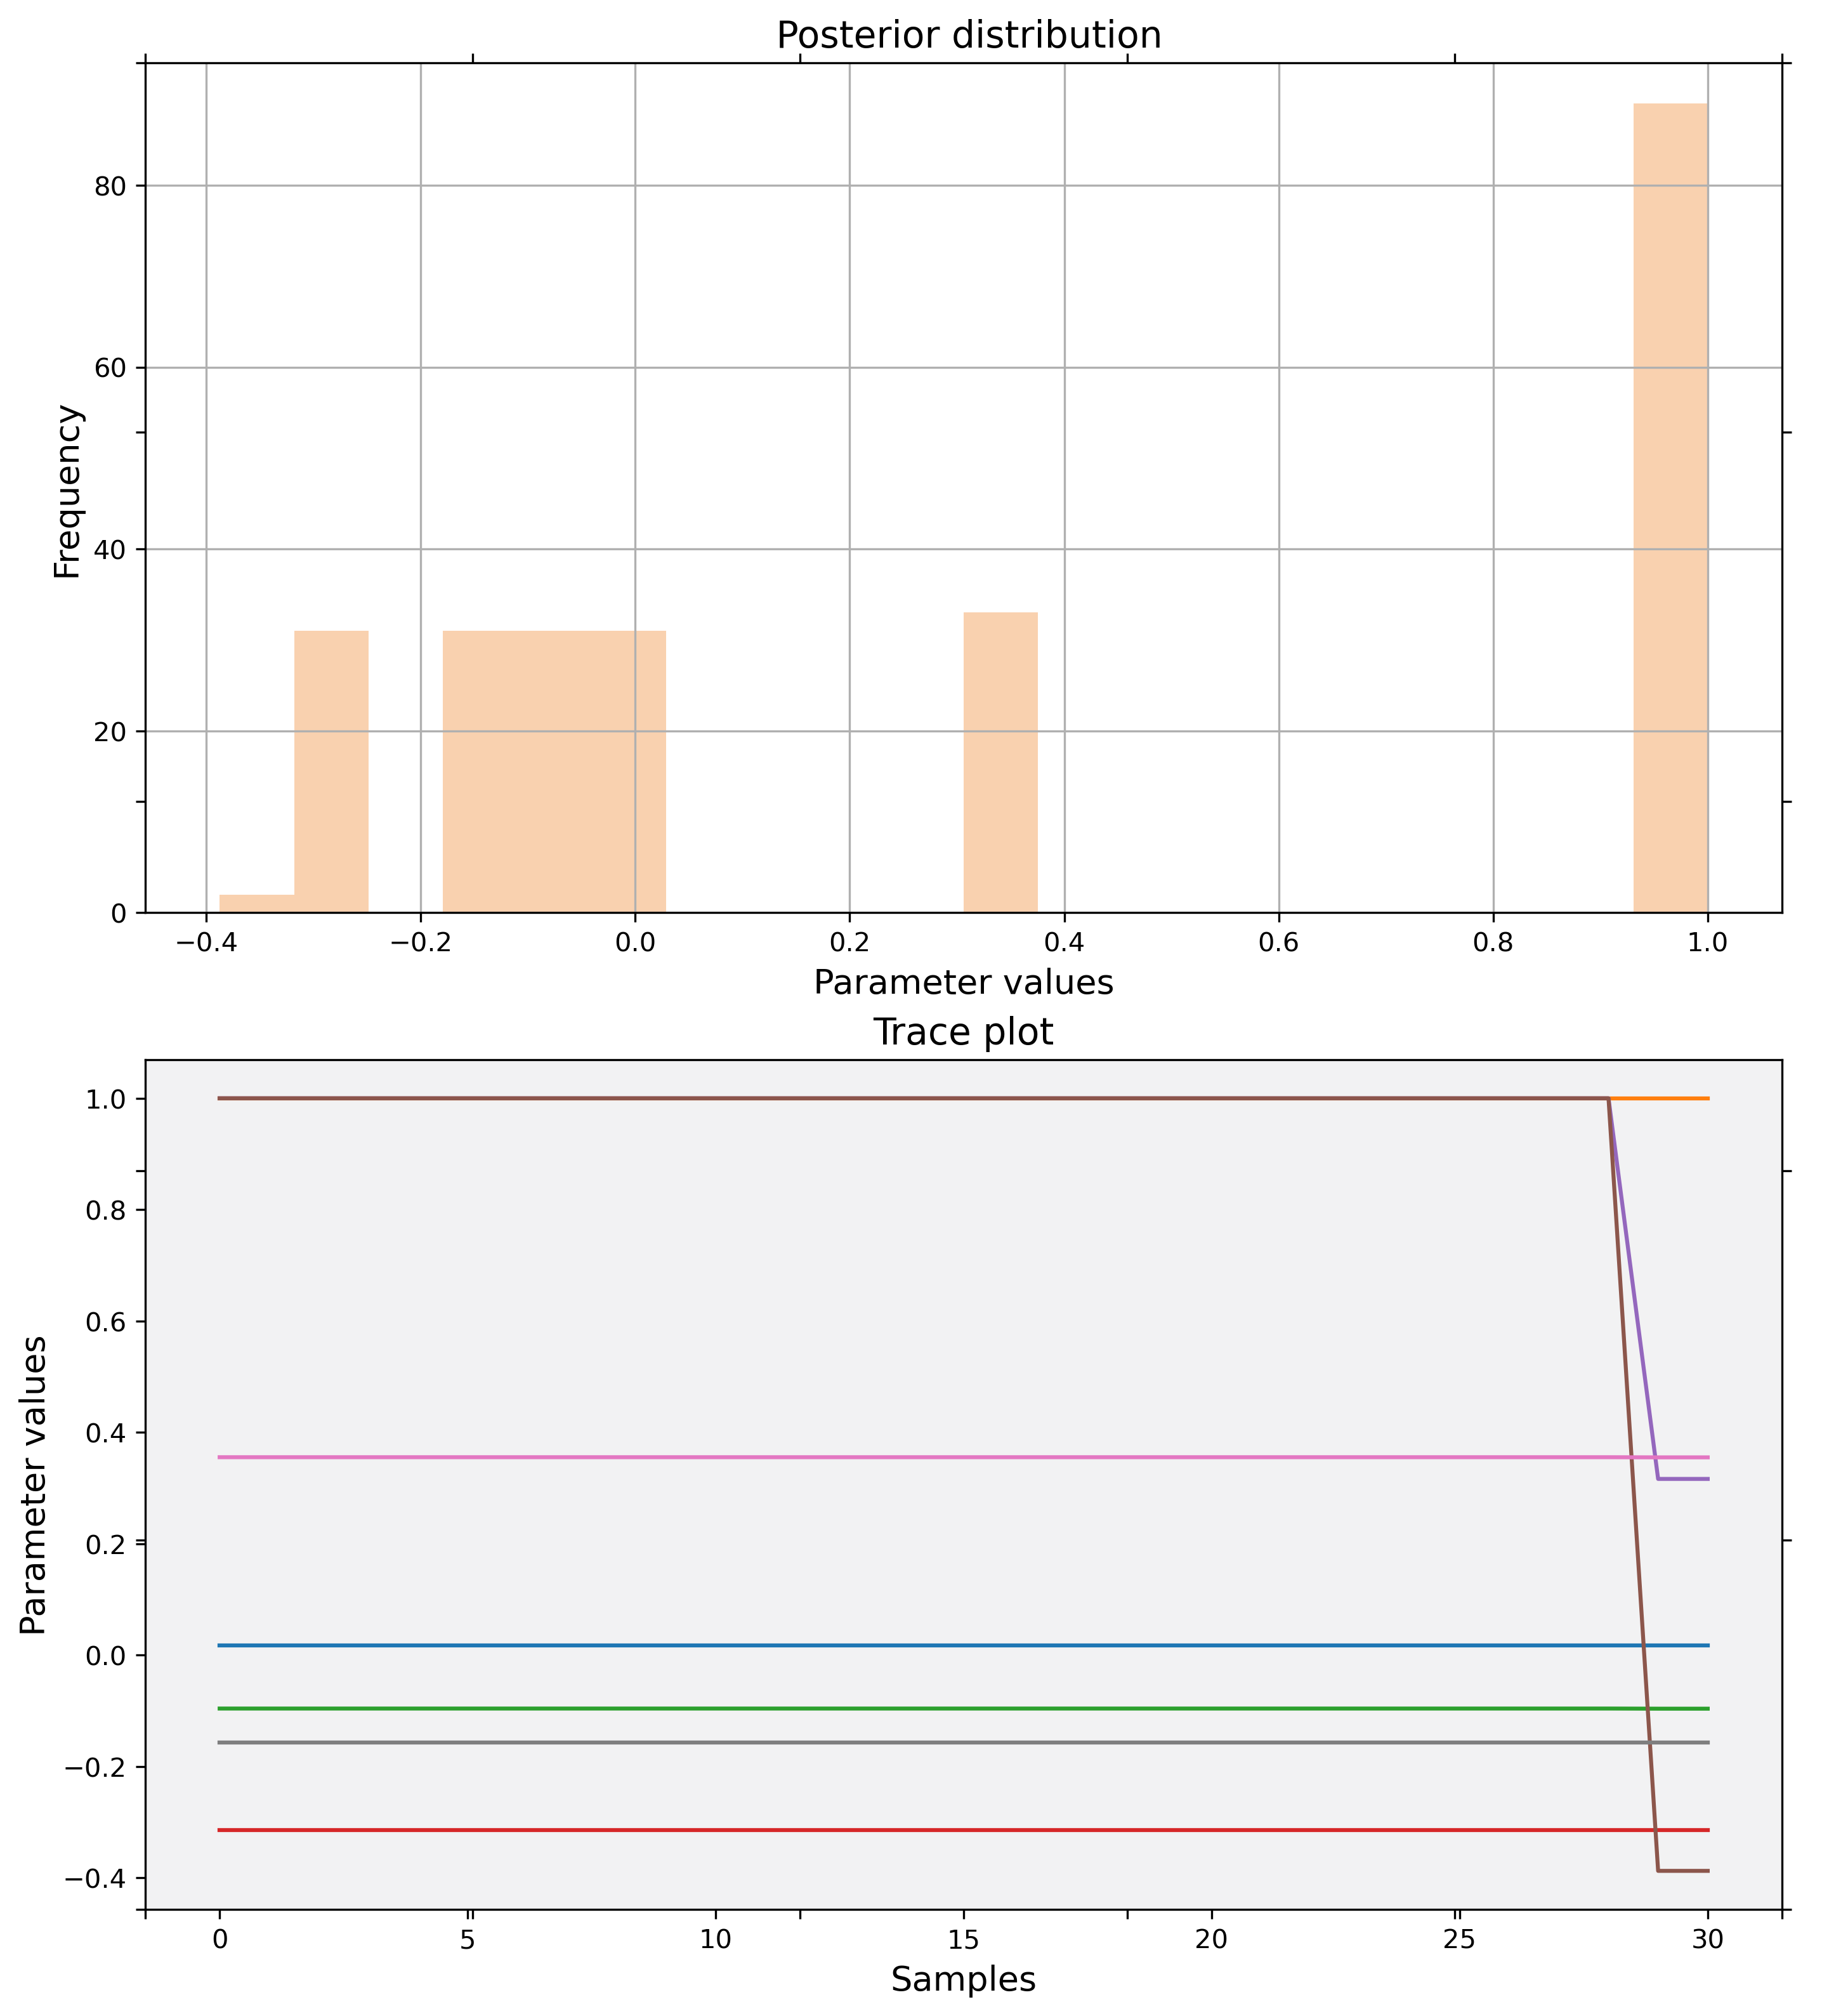 Posterior distribution
80
60
40
20
0
Frequency
−0.4 −0.2 0.0 0.2 0.4 0.6 0.8 1.0
Parameter values
Trace plot
1.0
0.8
0.6
0.4
0.2
0.0
−0.2
−0.4
Parameter values
0 5 10 15 20 25 30
Samples